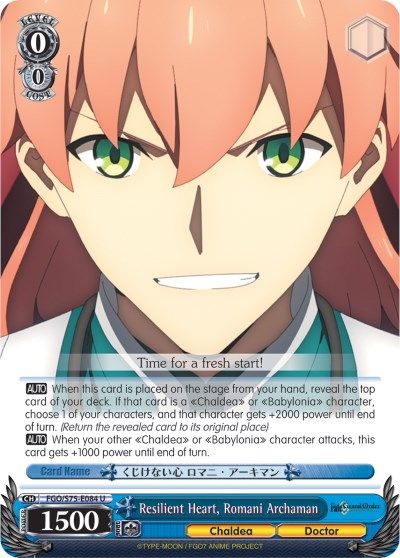 LEVEL
0
0
COST
Time for a fresh start!
AUTO When this card is placed on the stage from your hand, reveal the top
card of your deck. If that card is a «Chaldea» or «Babylonia» character,
choose 1 of your characters, and that character gets +2000 power until end
of turn. (Return the revealed card to its original place)
AUTO When your other «Chaldea» or «Babylonia» character attacks, this
card gets +1000 power until end of turn.
Card Name くじけない心 ロマニ・アーキマン
CH FGO/S75-E084 U
1500
POWER
Resilient Heart, Romani Archaman
Fate/Grand Order
Chaldea Doctor
©TYPE-MOON / FGO7 ANIME PROJECT